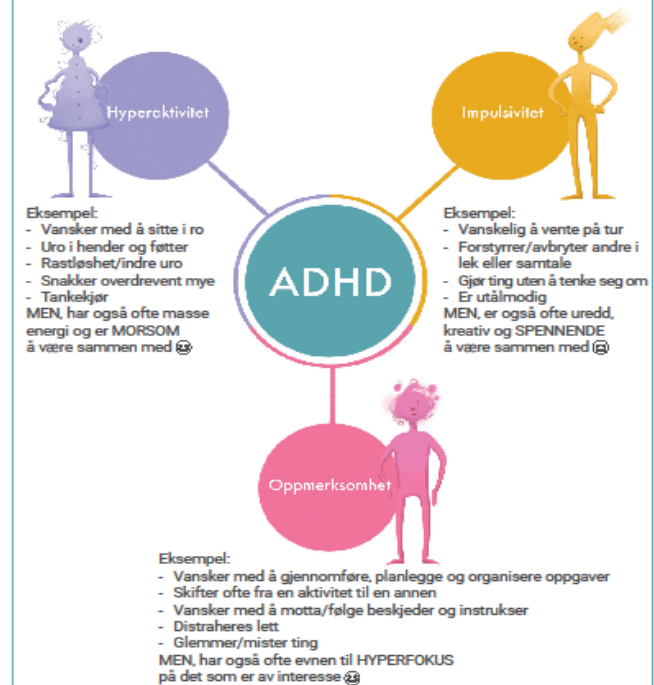 Hyperaktivitet
Impulsivitet
Eksempel:
- Vansker med å sitte i ro
- Uro i hender og føtter
- Rastløshet/indre uro
- Snakker overdrevent mye
- Tankekjør
MEN, har også ofte masse
energi og er MORSOM
å være sammen med
ADHD
Eksempel:
- Vanskelig å vente på tur
- Forstyrrer/avbryter andre i
lek eller samtale
- Gjør ting uten å tenke seg om
- Er utålmodig
MEN, er også ofte uredd,
kreativ og SPENNENDE
å være sammen med
Oppmerksomhet
Eksempel:
- Vansker med å gjennomføre, planlegge og organisere oppgaver
- Skifter ofte fra en aktivitet til en annen
- Vansker med å motta/følge beskjeder og instrukser
- Distraheres lett
- Glemmer/mister ting
MEN, har også ofte evnen til HYPERFOKUS
på det som er av interesse